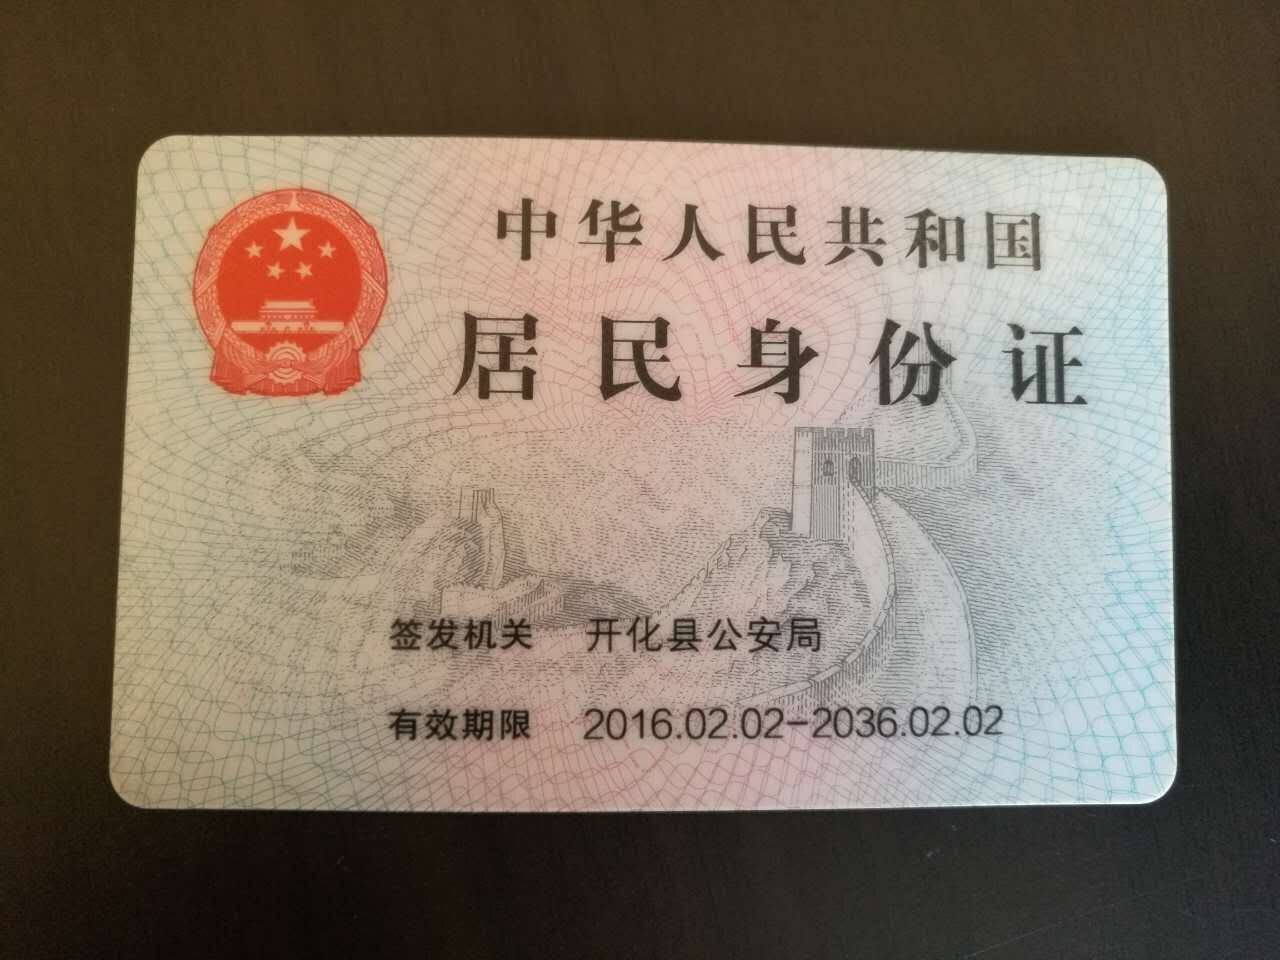 中华人民共和国
居民身份证
签发机关 开化县公安局
有效期限 2016.02.02-2036.02.02